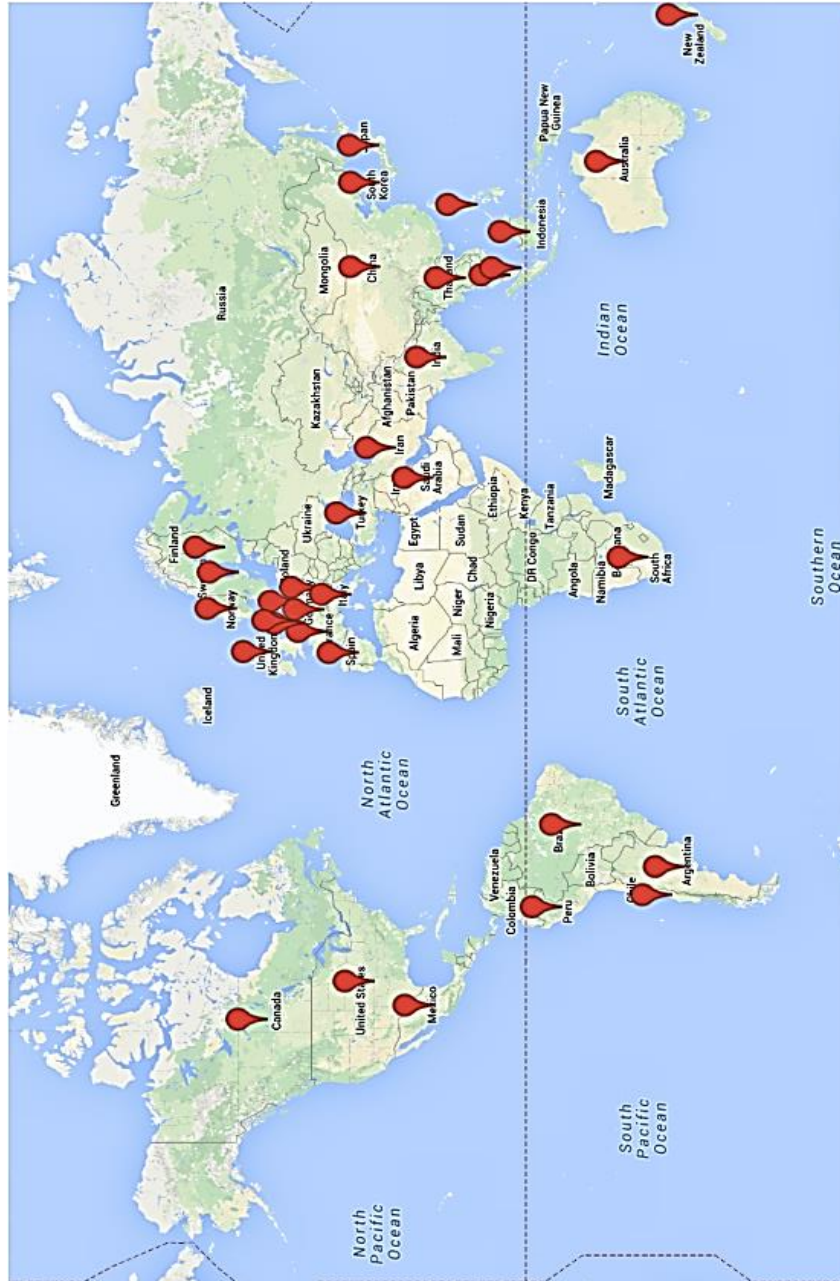 Greenland
Finland
Iceland
Norway
Russia
Canada
United
Kingdom
Ukraine
Kazakhstan
Mongolia
United States
North
Pacific
Ocean
North
Atlantic
Ocean
Spain
Italy
Turkey
Iran
Afghanistan
Pakistan
China
South
Korea
Mexico
Algeria
Libya
Egypt
Saudi
Arabia
India
Mali
Niger
Chad
Sudan
Nigeria
Ethiopia
Venezuela
Colombia
Kenya
DR Congo
Tanzania
Indonesia
Papua New
Guinea
Peru
Bolivia
Angola
Namibia
Madagascar
Indian
Ocean
Australia
Chile
Argentina
South
Africa
South
Pacific
Ocean
South
Atlantic
Ocean
New
Zealand
Southern
Ocean